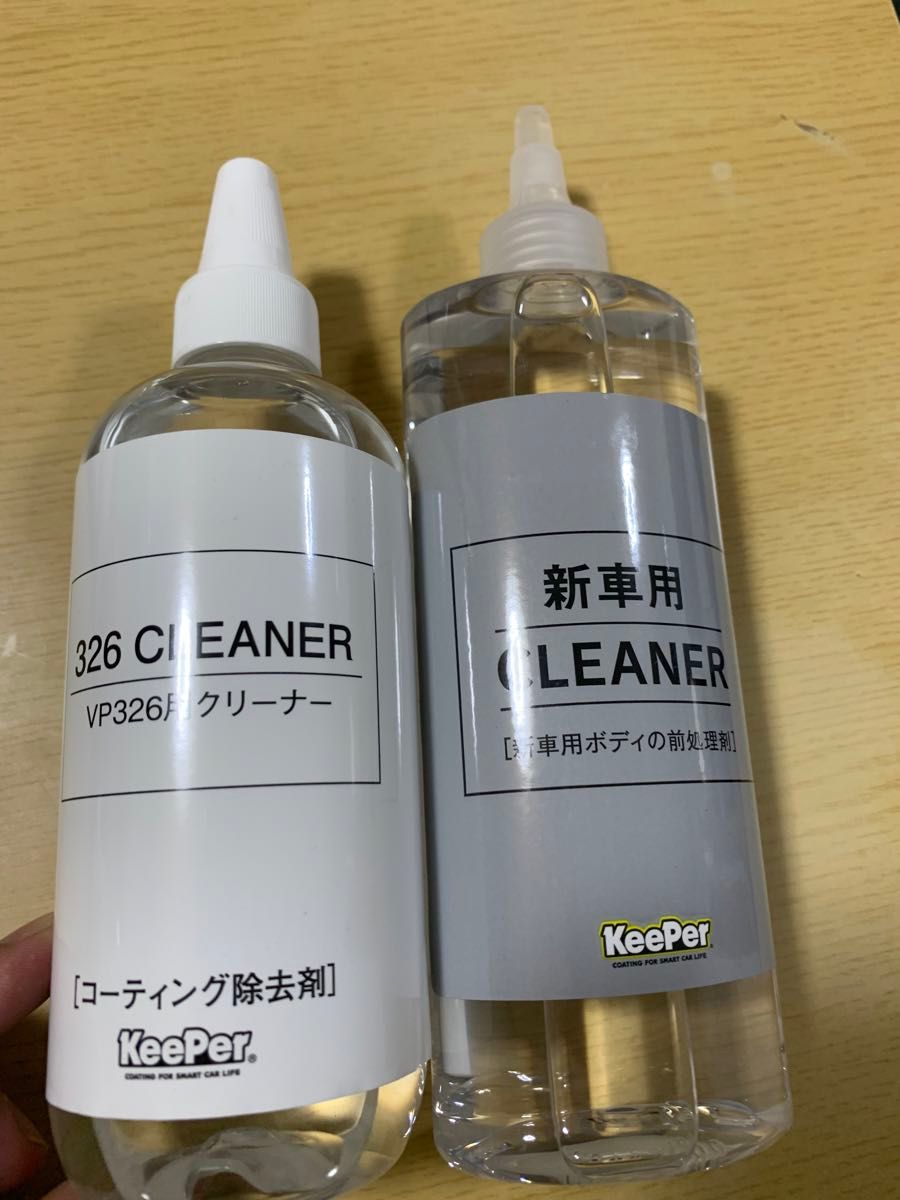 326 CLEANER
VP326用クリーナー
[コーティング除去剤]
KeePer®
COATING FOR SMART CAR LIFE
新車用
CLEANER
[新車用ボディの前処理剤]
KeePer
COATING FOR SMART CAR LIFE